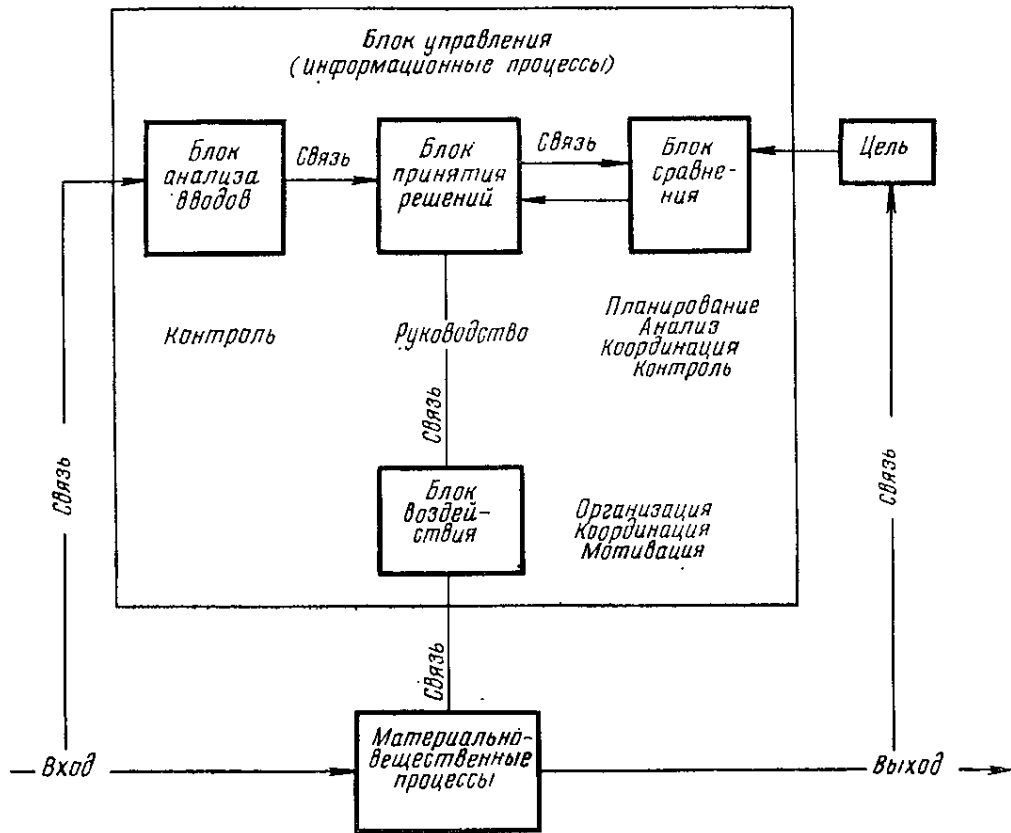 Блок управления
(информационные процессы)
Блок
анализа
вводов
Связь
Блок
принятия
решений
Связь
Блок
сравне-
ния
Цель
Контроль
Руководство
Планирование
Анализ
Координация
Контроль
Связь
Связь
Связь
Блок
воздей-
ствия
Организация
Координация
Мотивация
Связь
Вход
Материально-
вещественные
процессы
Выход